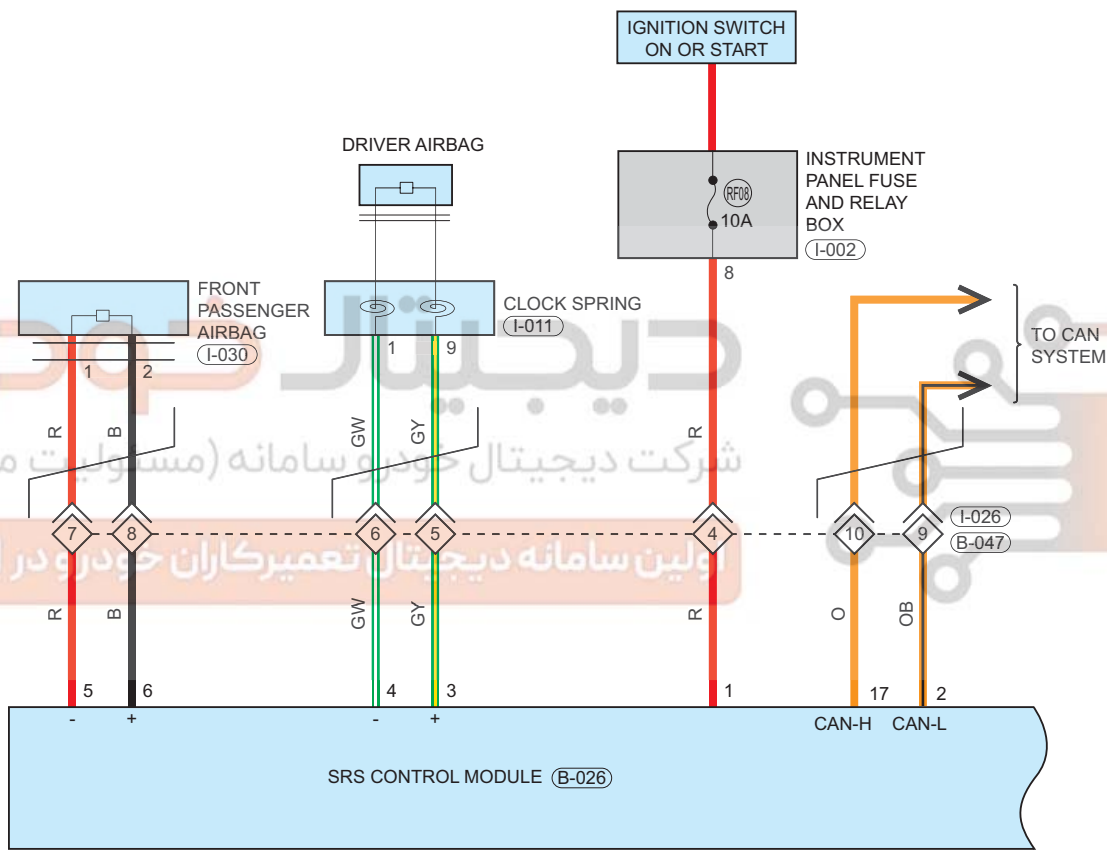 IGNITION SWITCH
ON OR START
DRIVER AIRBAG
INSTRUMENT
PANEL FUSE
AND RELAY
BOX
I-002
RF08
10A
8
FRONT
PASSENGER
AIRBAG
I-030
CLOCK SPRING
I-011
TO CAN
SYSTEM
1 2 1 9
دیجیتال خودرو
R B GW GY R
شرکت دیجیتال خودرو سامانه (مسئولیت
7 8 6 5 4 10 9
I-026
B-047
اولین سامانه دیجیتال تعمیرکاران خودرو در
R B GW GY R O OB
5 6 4 3 1 17 2
- + - + CAN-H CAN-L
SRS CONTROL MODULE B-026